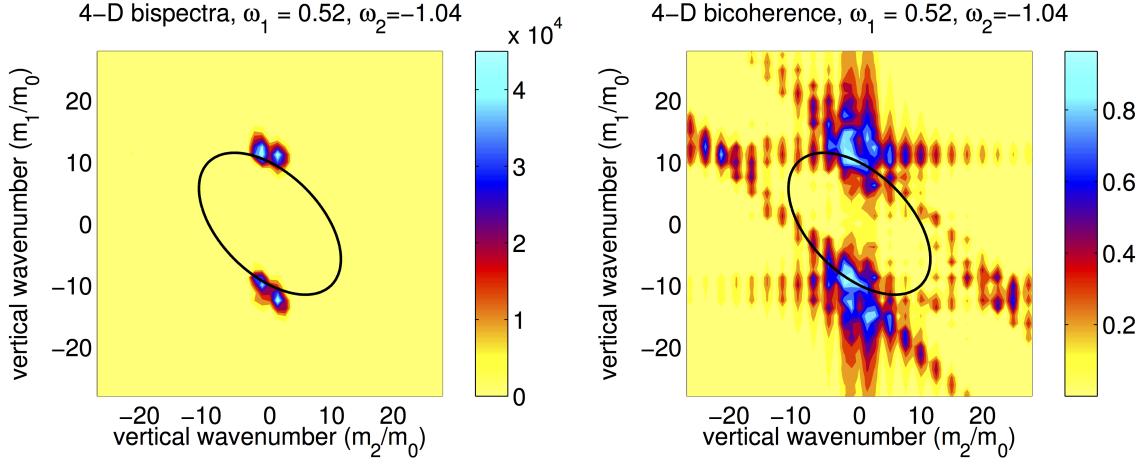 4-D bispectra, ω₁ = 0.52, ω₂=−1.04
x 10⁴
vertical wavenumber (m₁/m₀)
20
10
0
−10
−20
−20 −10 0 10 20
vertical wavenumber (m₂/m₀)
4
3
2
1
0
4-D bicoherence, ω₁ = 0.52, ω₂=−1.04
vertical wavenumber (m₁/m₀)
20
10
0
−10
−20
−20 −10 0 10 20
vertical wavenumber (m₂/m₀)
0.8
0.6
0.4
0.2